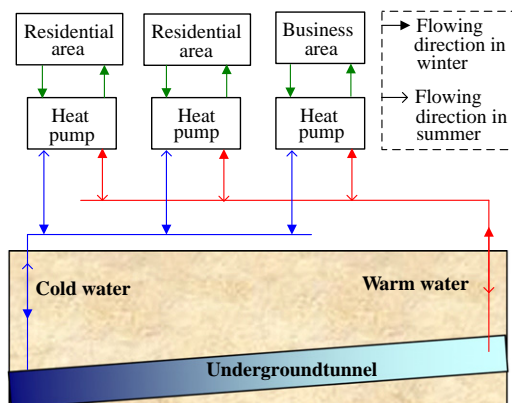 Residential
area
Residential
area
Business
area
Flowing
direction in
winter
Flowing
direction in
summer
Heat
pump
Heat
pump
Heat
pump
Cold water
Warm water
Undergroundtunnel